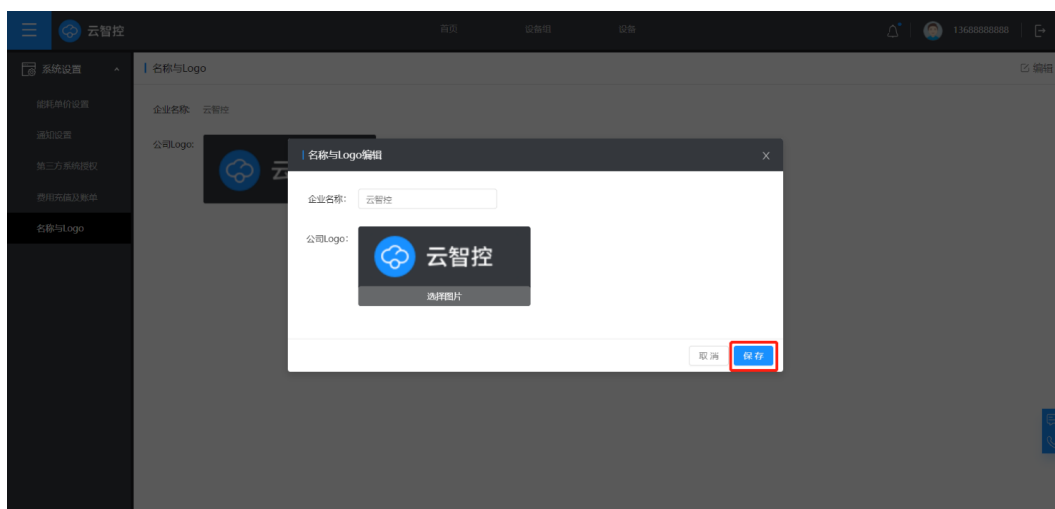 云智控
首页
设备组
设备
13688888888
系统设置
名称与Logo
编辑
能耗单价设置
企业名称: 云智控
通知设置
公司Logo:
第三方系统授权
费用充值及账单
名称与Logo
名称与Logo编辑
X
企业名称: 云智控
公司Logo:
云智控
选择图片
取消
保存